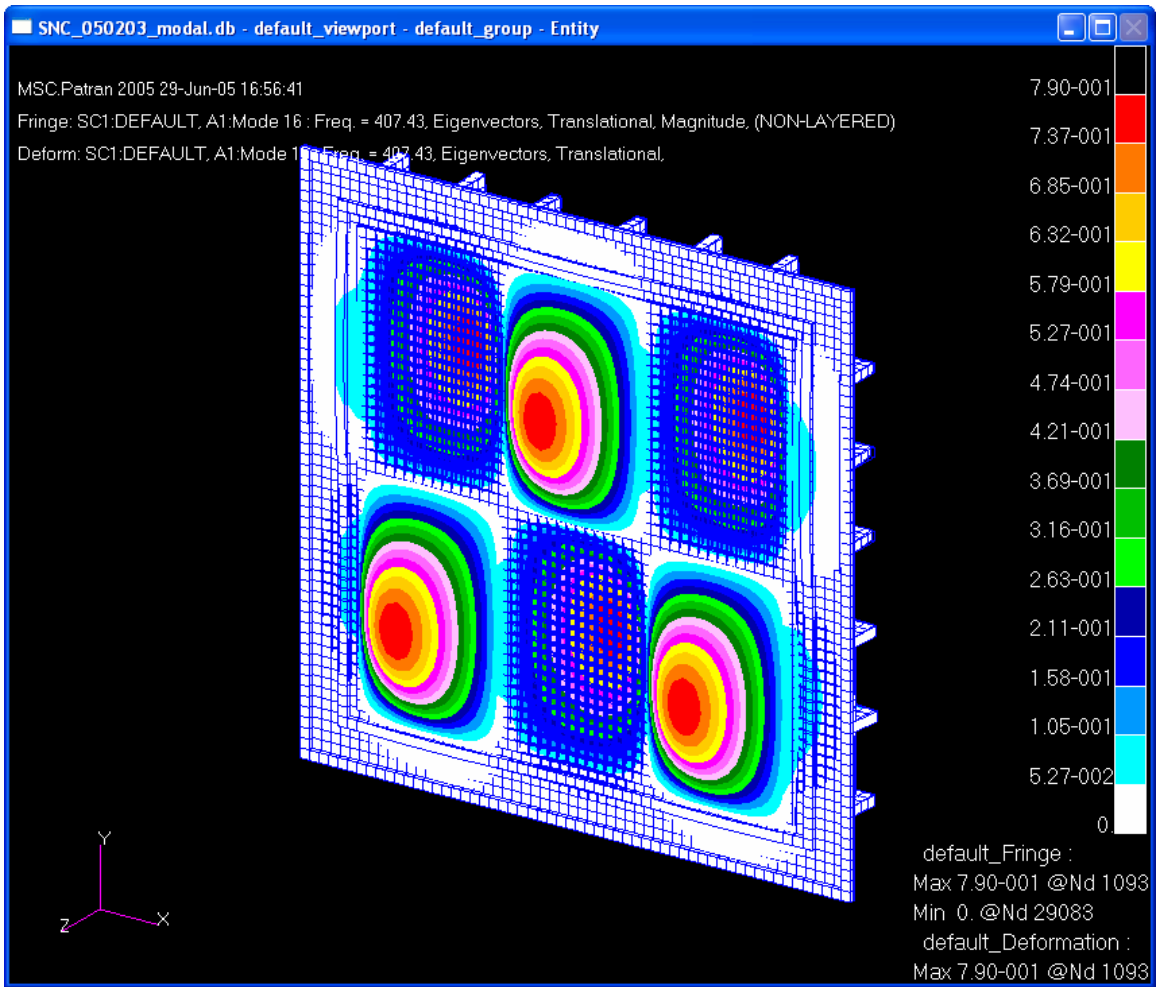 SNC_050203_modal.db - default_viewport - default_group - Entity
MSC.Patran 2005 29-Jun-05 16:56:41
Fringe: SC1:DEFAULT, A1:Mode 16 : Freq. = 407.43, Eigenvectors, Translational, Magnitude, (NON-LAYERED)
Deform: SC1:DEFAULT, A1:Mode 1 Freq. = 407.43, Eigenvectors, Translational,
7.90-001
7.37-001
6.85-001
6.32-001
5.79-001
5.27-001
4.74-001
4.21-001
3.69-001
3.16-001
2.63-001
2.11-001
1.58-001
1.05-001
5.27-002
0.
Y
Z
X
default_Fringe :
Max 7.90-001 @Nd 1093
Min 0. @Nd 29083
default_Deformation :
Max 7.90-001 @Nd 1093